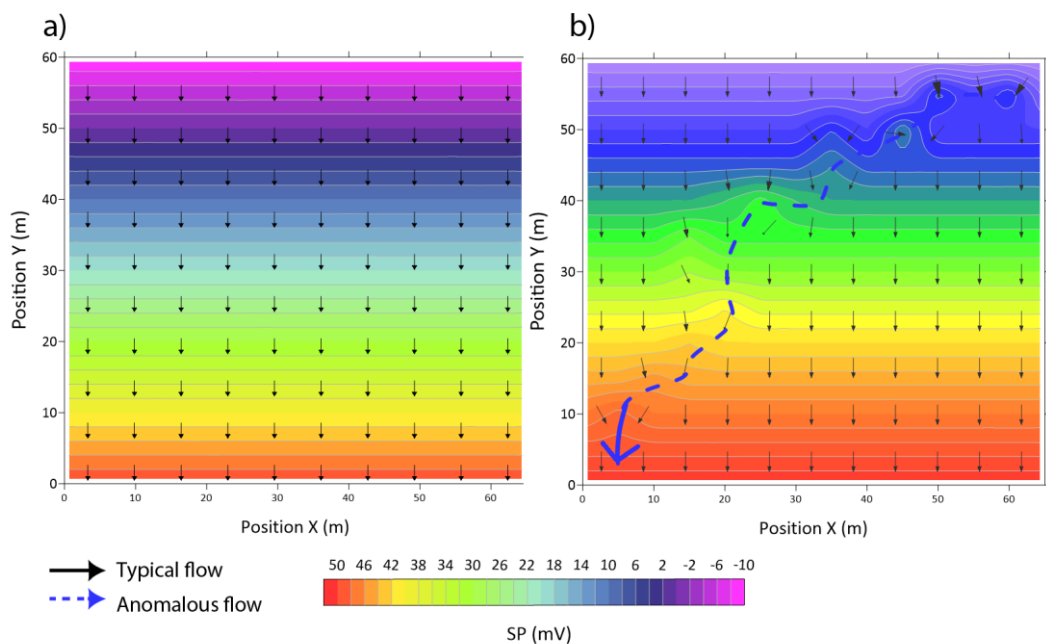 a)
b)
60
50
40
30
20
10
0
0 10 20 30 40 50 60
Position Y (m)
Position X (m)
60
50
40
30
20
10
0
0 10 20 30 40 50 60
Position Y (m)
Position X (m)
Typical flow
Anomalous flow
50 46 42 38 34 30 26 22 18 14 10 6 2 -2 -6 -10
SP (mV)